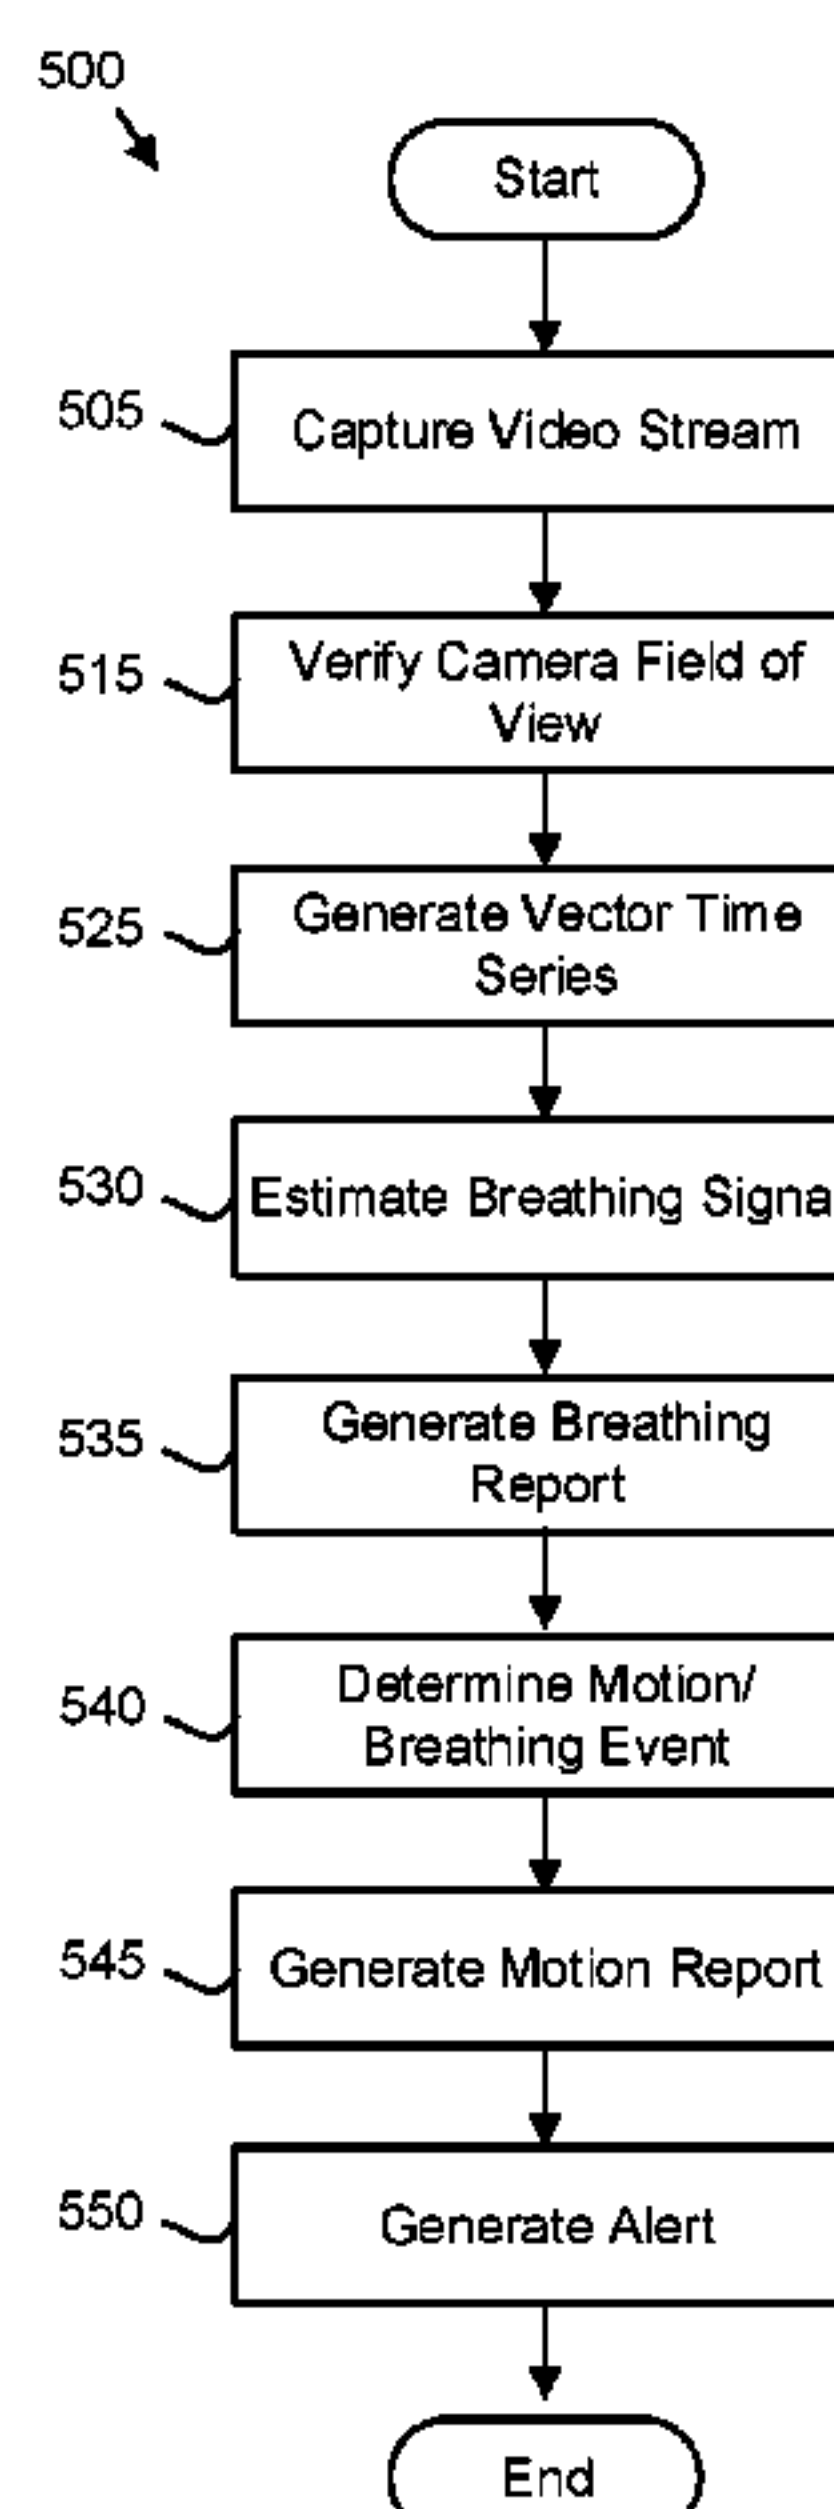 500
Start
505
Capture Video Stream
515
Verify Camera Field of
View
525
Generate Vector Time
Series
530
Estimate Breathing Signa
535
Generate Breathing
Report
540
Determine Motion/
Breathing Event
545
Generate Motion Report
550
Generate Alert
End